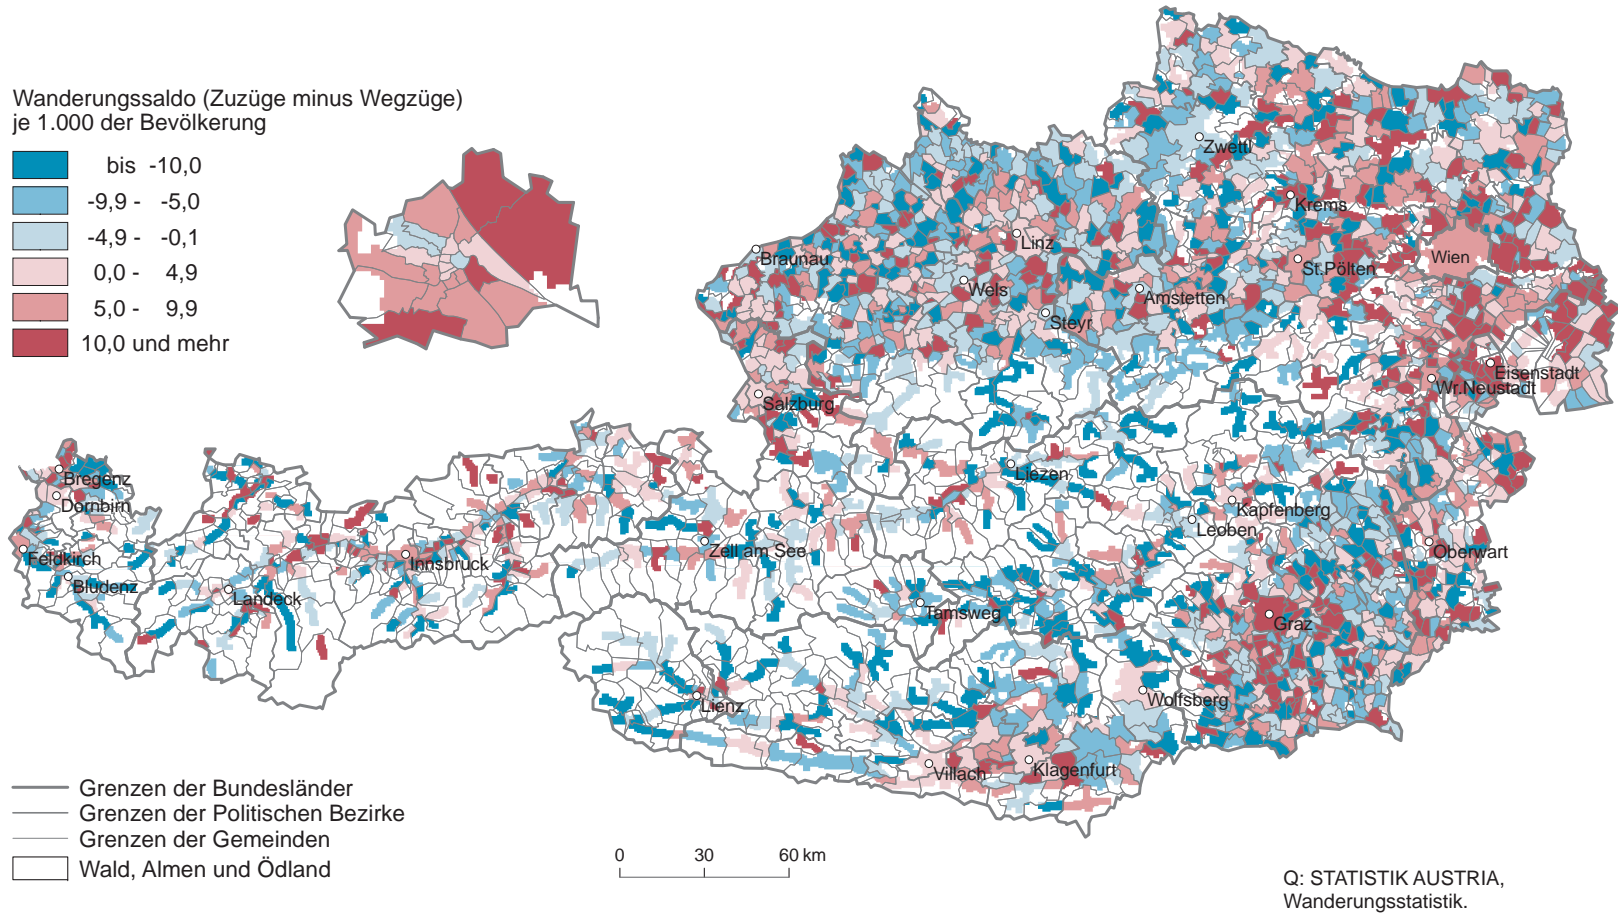 Wanderungssaldo (Zuzüge minus Wegzüge)
je 1.000 der Bevölkerung
bis -10,0
-9,9 - -5,0
-4,9 - -0,1
0,0 - 4,9
5,0 - 9,9
10,0 und mehr
Zwettl
Krems
Linz
Braunau
Wien
St.Pölten
Wels
Amstetten
Steyr
Eisenstadt
Wr.Neustadt
Salzburg
Bregenz
Liezen
Dornbirn
Kapfenberg
Leoben
Feldkirch
Zell am See
Oberwart
Innsbruck
Bludenz
Landeck
Tamsweg
Graz
Wolfsberg
Lienz
Villach
Klagenfurt
Grenzen der Bundesländer
Grenzen der Politischen Bezirke
Grenzen der Gemeinden
Wald, Almen und Ödland
0 30 60 km
Q: STATISTIK AUSTRIA,
Wanderungsstatistik.